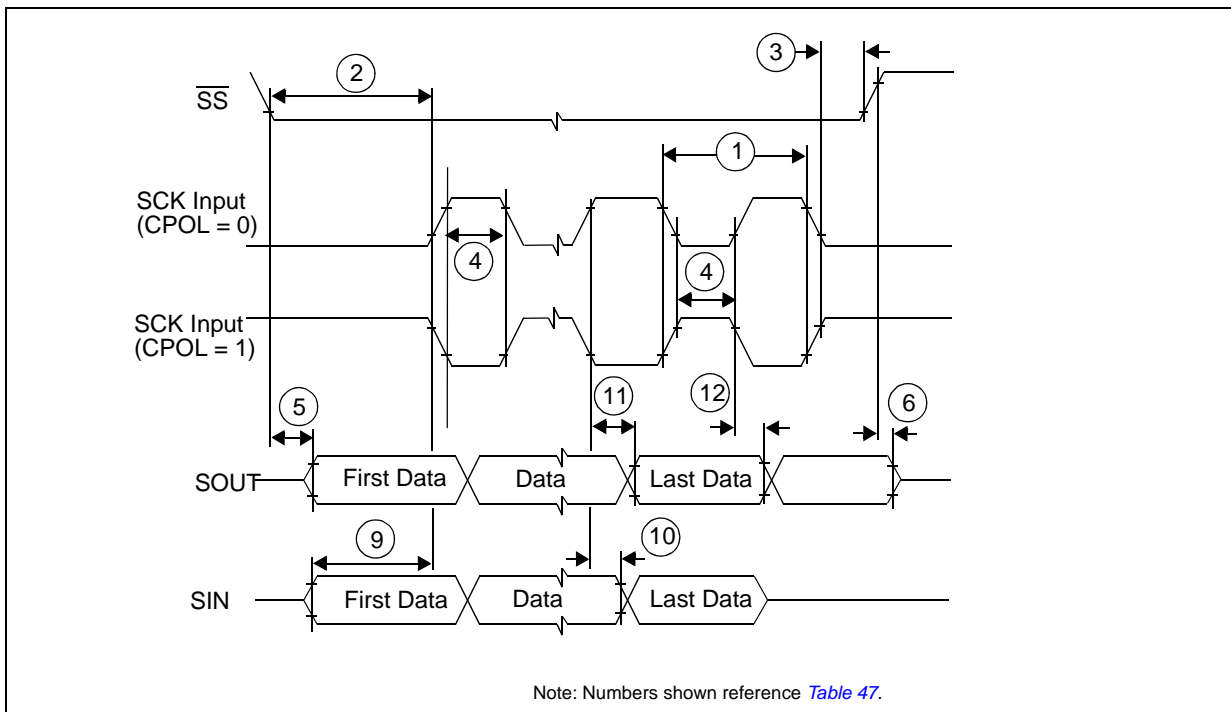 3
2
SS
1
SCK Input
(CPOL = 0)
4
4
SCK Input
(CPOL = 1)
11
12
5
6
SOUT
First Data
Data
Last Data
9
10
SIN
First Data
Data
Last Data
Note: Numbers shown reference Table 47.